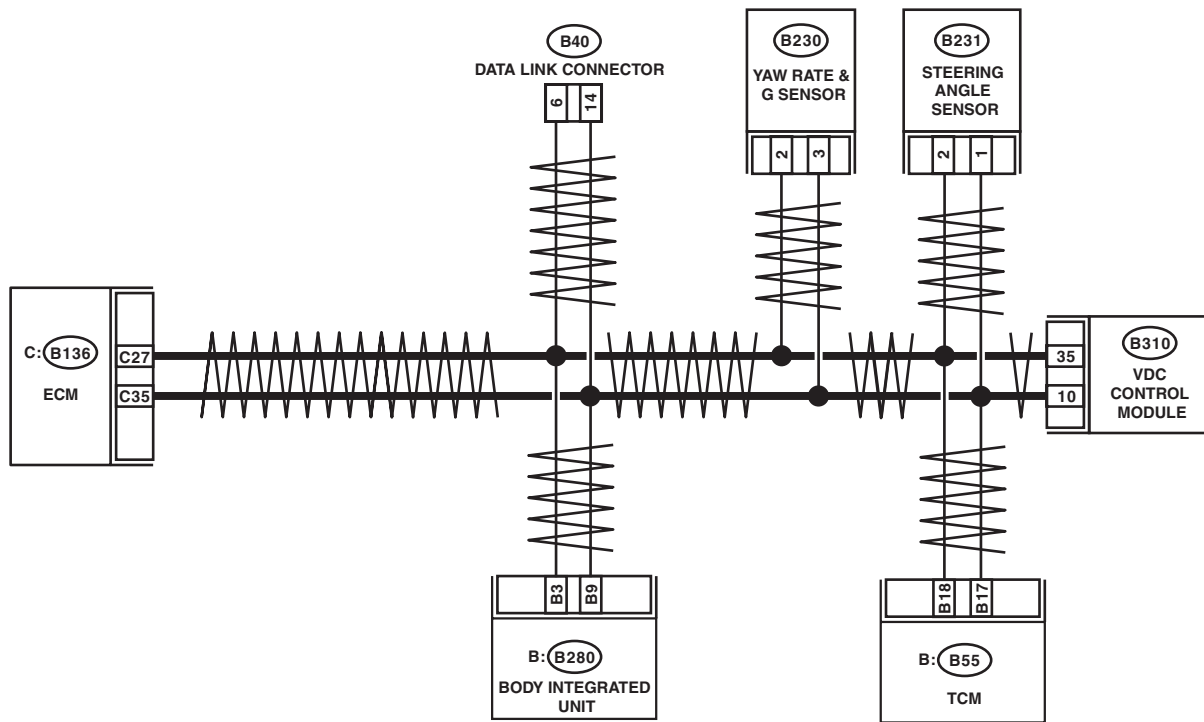 B40
DATA LINK CONNECTOR
6 14
B230
YAW RATE &
G SENSOR
2 3
B231
STEERING
ANGLE
SENSOR
2 1
C: B136
ECM
C27
C35
35
10
B310
VDC
CONTROL
MODULE
B3 B9
B: B280
BODY INTEGRATED
UNIT
B18 B17
B: B55
TCM